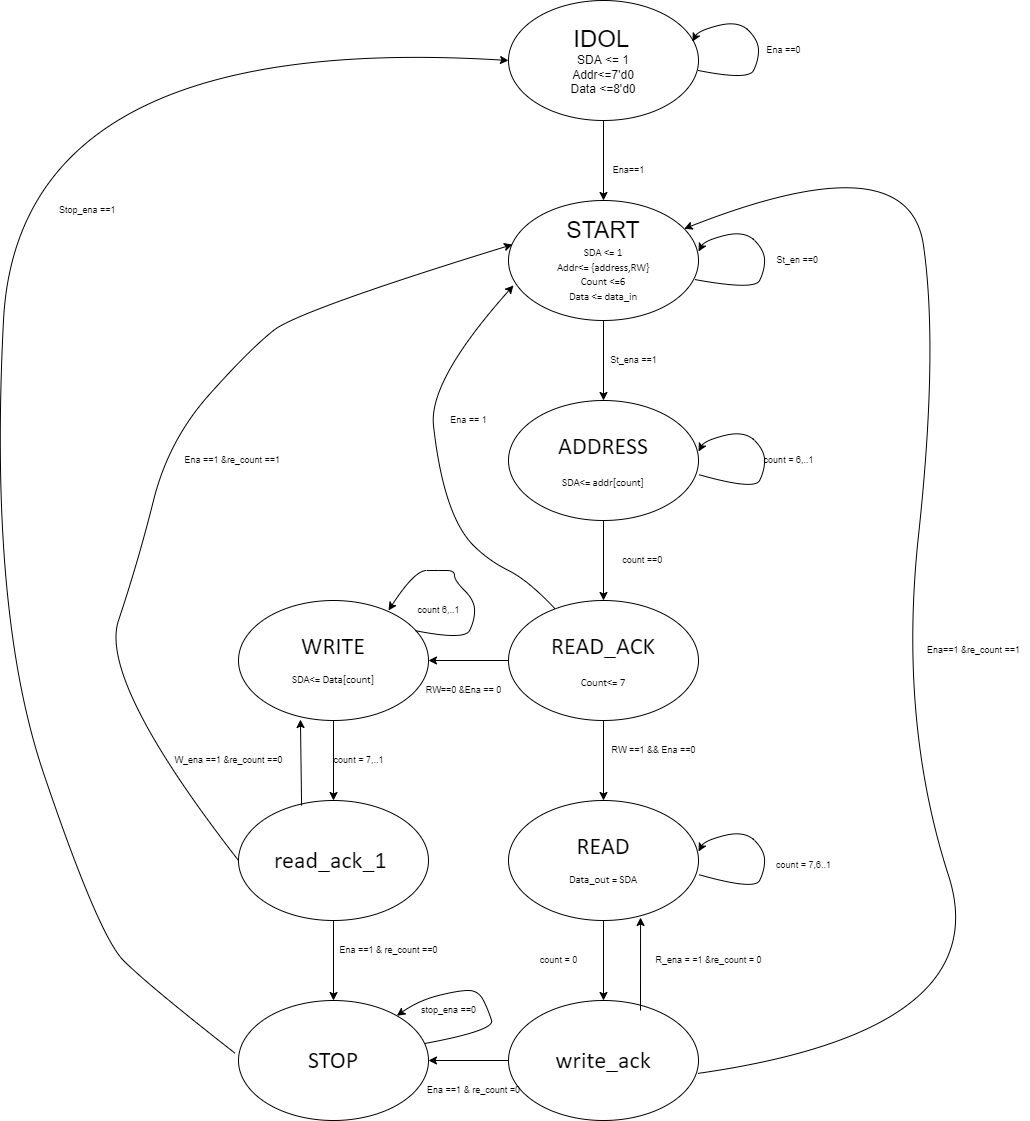 IDOL
SDA <= 1
Addr<=7'd0
Data <=8'd0
Ena ==0
Ena==1
Stop_ena ==1
START
SDA <= 1
Addr<= {address,RW}
Count <=6
Data <= data_in
St_en ==0
St_ena ==1
Ena == 1
ADDRESS
SDA<= addr[count]
count = 6,..1
Ena ==1 &re_count ==1
count ==0
count 6,..1
WRITE
SDA<= Data[count]
READ_ACK
Count<= 7
Ena==1 &re_count ==1
RW==0 &Ena == 0
RW ==1 && Ena ==0
W_ena ==1 &re_count ==0
count = 7,..1
read_ack_1
READ
Data_out = SDA
count = 7,6..1
Ena ==1 & re_count ==0
count = 0
R_ena = =1 &re_count = 0
stop_ena ==0
STOP
write_ack
Ena ==1 & re_count =0